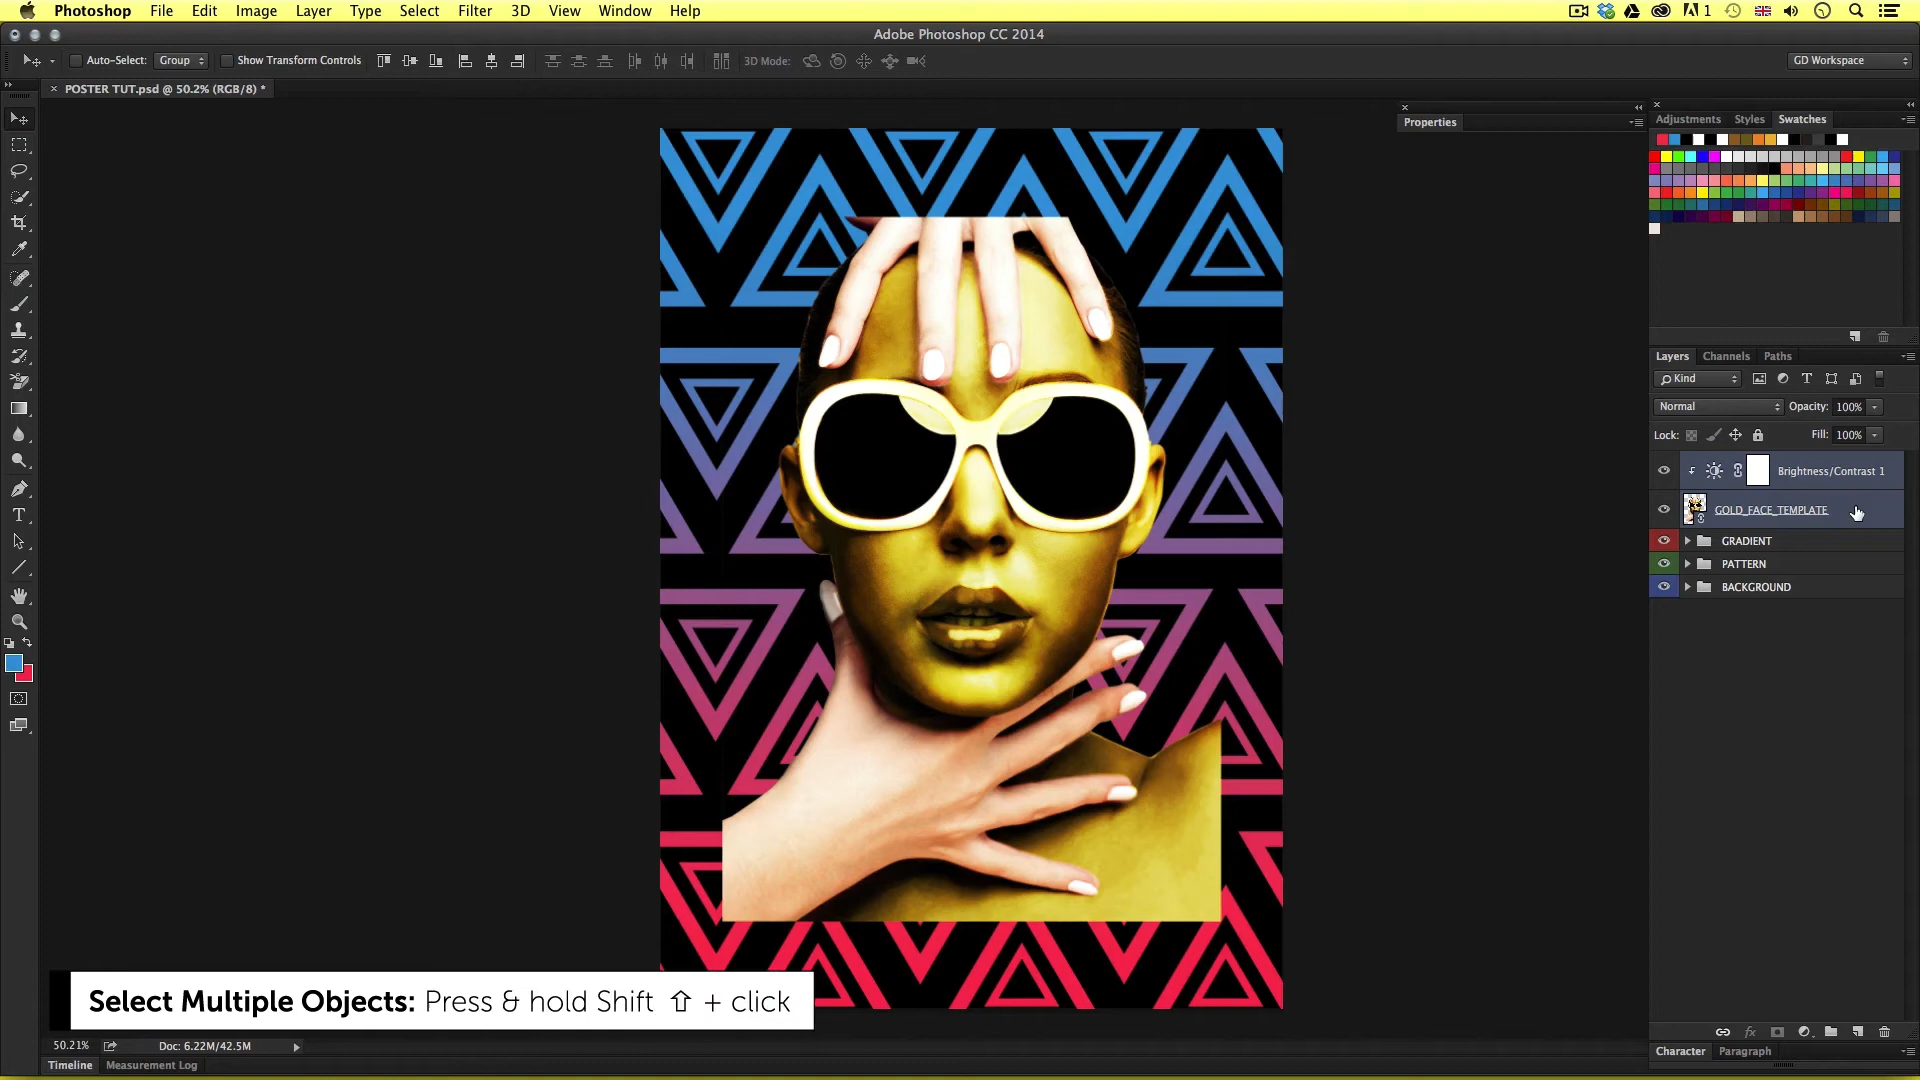 Photoshop File Edit Image Layer Type Select Filter 3D View Window Help 1
Adobe Photoshop CC 2014
Auto-Select: Group Show Transform Controls 3D Mode: GD Workspace
× POSTER TUT.psd @ 50.2% (RGB/8) *
Properties
Adjustments Styles Swatches
Layers Channels Paths
Kind
Normal Opacity: 100%
Lock: Fill: 100%
Brightness/Contrast 1
GOLD_FACE_TEMPLATE
GRADIENT
PATTERN
BACKGROUND
Select Multiple Objects: Press & hold Shift ⇧ + click
50.21% Doc: 6.22M/42.5M
Timeline Measurement Log
Character Paragraph